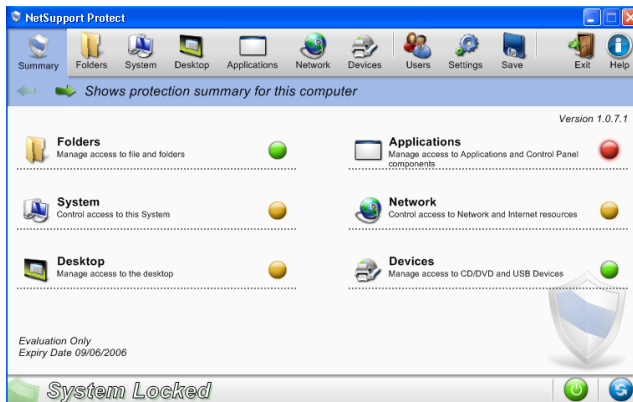 NetSupport Protect
Summary Folders System Desktop Applications Network Devices Users Settings Save Exit Help
Shows protection summary for this computer
Version 1.0.7.1
Folders
Manage access to file and folders
Applications
Manage access to Applications and Control Panel
components
System
Control access to this System
Network
Control access to Network and Internet resources
Desktop
Manage access to the desktop
Devices
Manage access to CD/DVD and USB Devices
Evaluation Only
Expiry Date 09/06/2006
System Locked